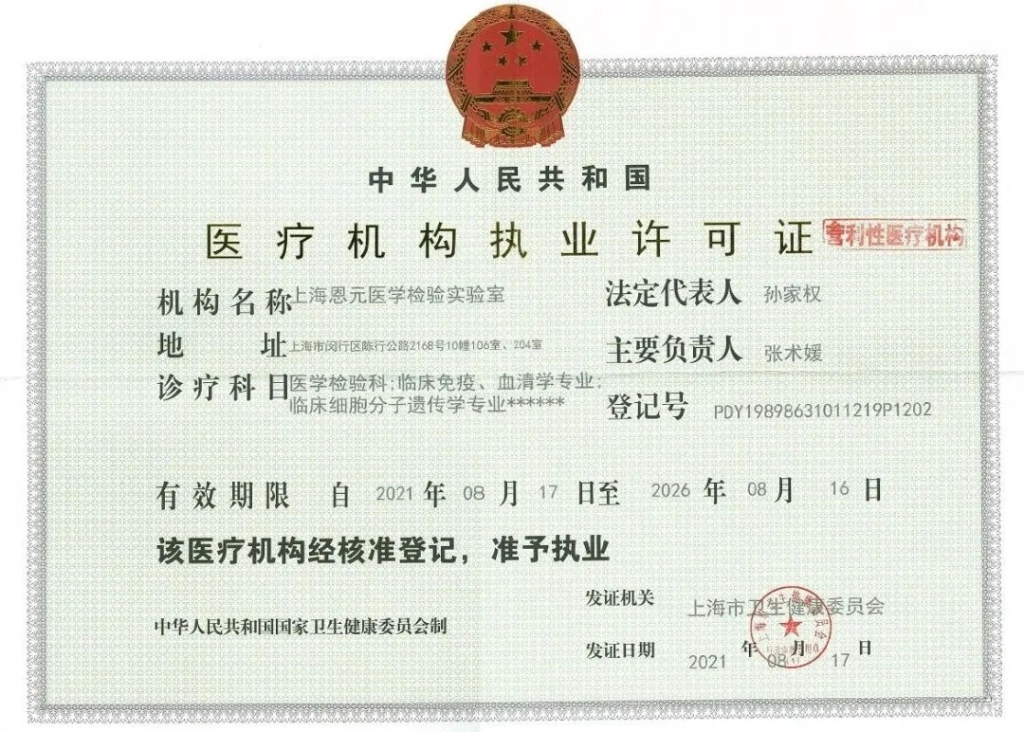 中华人民共和国
医疗机构执业许可证 营利性医疗机构
机构名称 上海恩元医学检验实验室
法定代表人 孙家权
地 址 上海市闵行区陈行公路2168号10幢106室、204室
主要负责人 张术媛
诊疗科目 医学检验科;临床免疫、血清学专业;
临床细胞分子遗传学专业******
登记号 PDY19898631011219P1202
有效期限 自 2021 年 08 月 17 日至 2026 年 08 月 16 日
该医疗机构经核准登记，准予执业
发证机关 上海市卫生健康委员会
中华人民共和国国家卫生健康委员会制
发证日期 2021 年 08 月 17 日